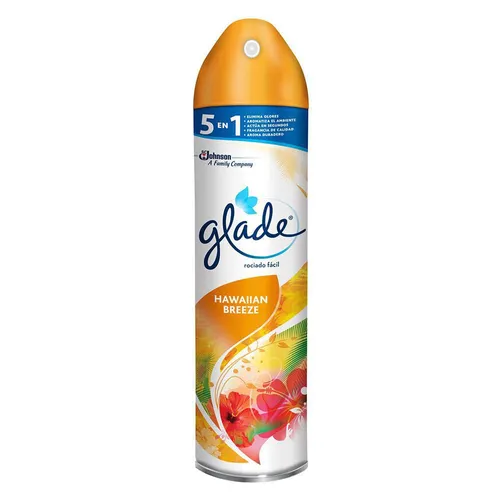 5 EN 1
• ELIMINA OLORES
• AROMATIZA EL AMBIENTE
• ACTÚA EN SEGUNDOS
• FRAGANCIA DE CALIDAD
• AROMA DURADERO
SC Johnson
A Family Company
glade®
rociado fácil
HAWAIIAN
BREEZE